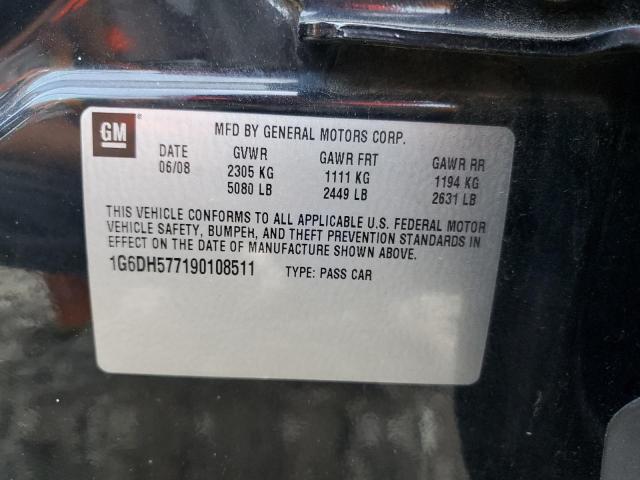 GM
MFD BY GENERAL MOTORS CORP.
DATE GVWR GAWR FRT GAWR RR
06/08 2305 KG 1111 KG 1194 KG
5080 LB 2449 LB 2631 LB
THIS VEHICLE CONFORMS TO ALL APPLICABLE U.S. FEDERAL MOTOR
VEHICLE SAFETY, BUMPER, AND THEFT PREVENTION STANDARDS IN
EFFECT ON THE DATE OF MANUFACTURE SHOWN ABOVE.
1G6DH577190108511 TYPE: PASS CAR